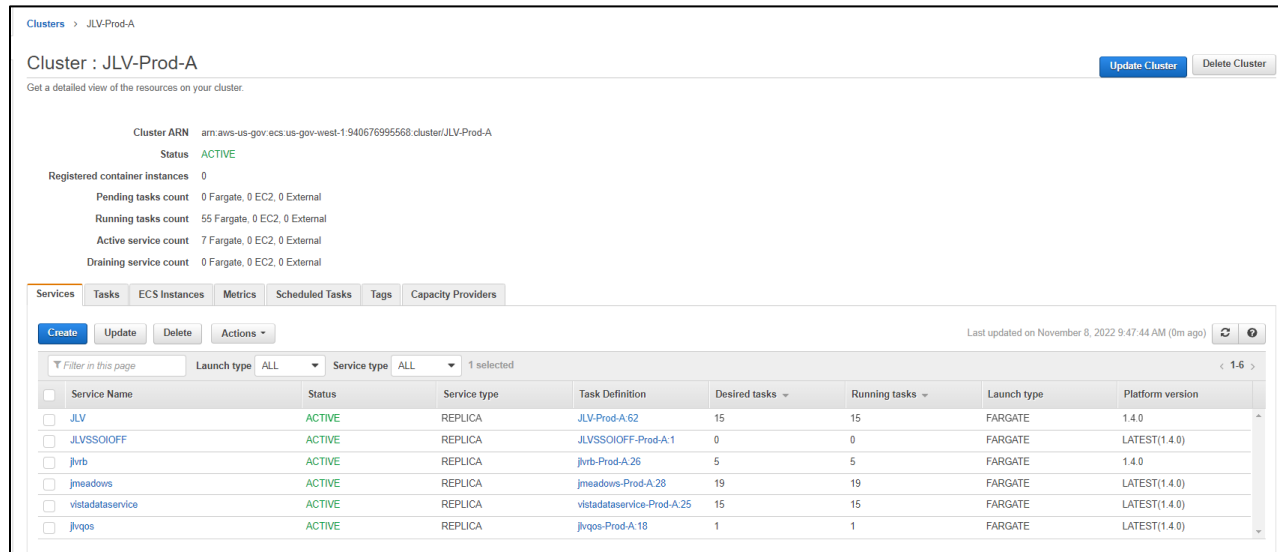 Clusters > JLV-Prod-A
Cluster : JLV-Prod-A
Update Cluster Delete Cluster
Get a detailed view of the resources on your cluster.
Cluster ARN arn:aws-us-gov:ecs:us-gov-west-1:940676995568:cluster/JLV-Prod-A
Status ACTIVE
Registered container instances 0
Pending tasks count 0 Fargate, 0 EC2, 0 External
Running tasks count 55 Fargate, 0 EC2, 0 External
Active service count 7 Fargate, 0 EC2, 0 External
Draining service count 0 Fargate, 0 EC2, 0 External
Services Tasks ECS Instances Metrics Scheduled Tasks Tags Capacity Providers
Create Update Delete Actions Last updated on November 8, 2022 9:47:44 AM (0m ago)
Filter in this page Launch type ALL Service type ALL 1 selected < 1-6 >
Service Name Status Service type Task Definition Desired tasks Running tasks Launch type Platform version
JLV ACTIVE REPLICA JLV-Prod-A:62 15 15 FARGATE 1.4.0
JLVSSOIOFF ACTIVE REPLICA JLVSSOIOFF-Prod-A:1 0 0 FARGATE LATEST(1.4.0)
jlvrb ACTIVE REPLICA jlvrb-Prod-A:26 5 5 FARGATE 1.4.0
jmeadows ACTIVE REPLICA jmeadows-Prod-A:28 19 19 FARGATE LATEST(1.4.0)
vistadataservice ACTIVE REPLICA vistadataservice-Prod-A:25 15 15 FARGATE LATEST(1.4.0)
jlvqos ACTIVE REPLICA jlvqos-Prod-A:18 1 1 FARGATE LATEST(1.4.0)